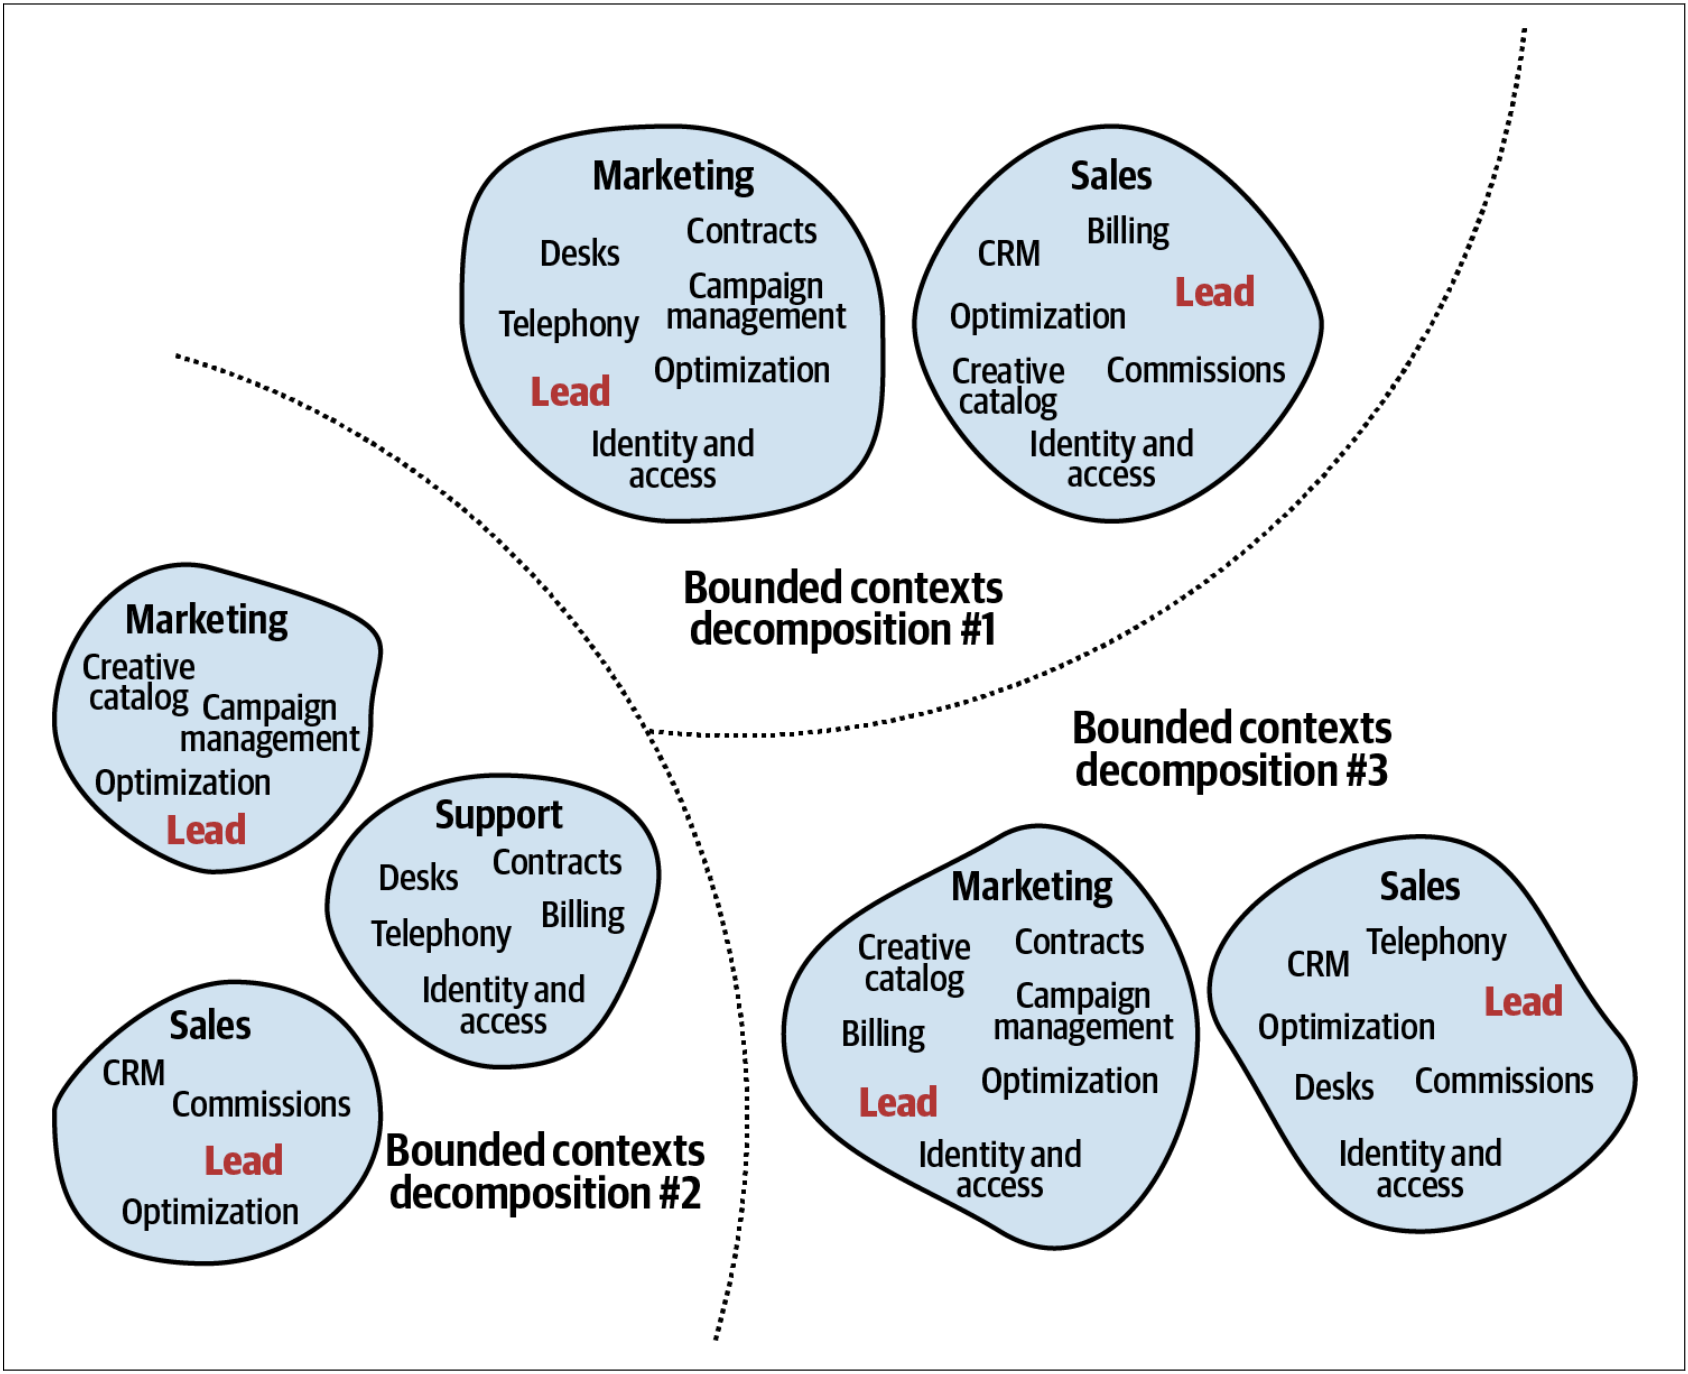 Marketing
Desks
Contracts
Campaign
management
Telephony
Optimization
Lead
Identity and
access
Sales
Billing
CRM
Lead
Optimization
Creative
catalog
Commissions
Identity and
access
Bounded contexts
decomposition #1
Marketing
Creative
catalog
Campaign
management
Optimization
Lead
Support
Desks
Contracts
Telephony
Billing
Identity and
access
Sales
CRM
Commissions
Lead
Optimization
Bounded contexts
decomposition #2
Bounded contexts
decomposition #3
Marketing
Creative
catalog
Contracts
Campaign
management
Billing
Optimization
Lead
Identity and
access
Sales
Telephony
CRM
Lead
Optimization
Desks
Commissions
Identity and
access